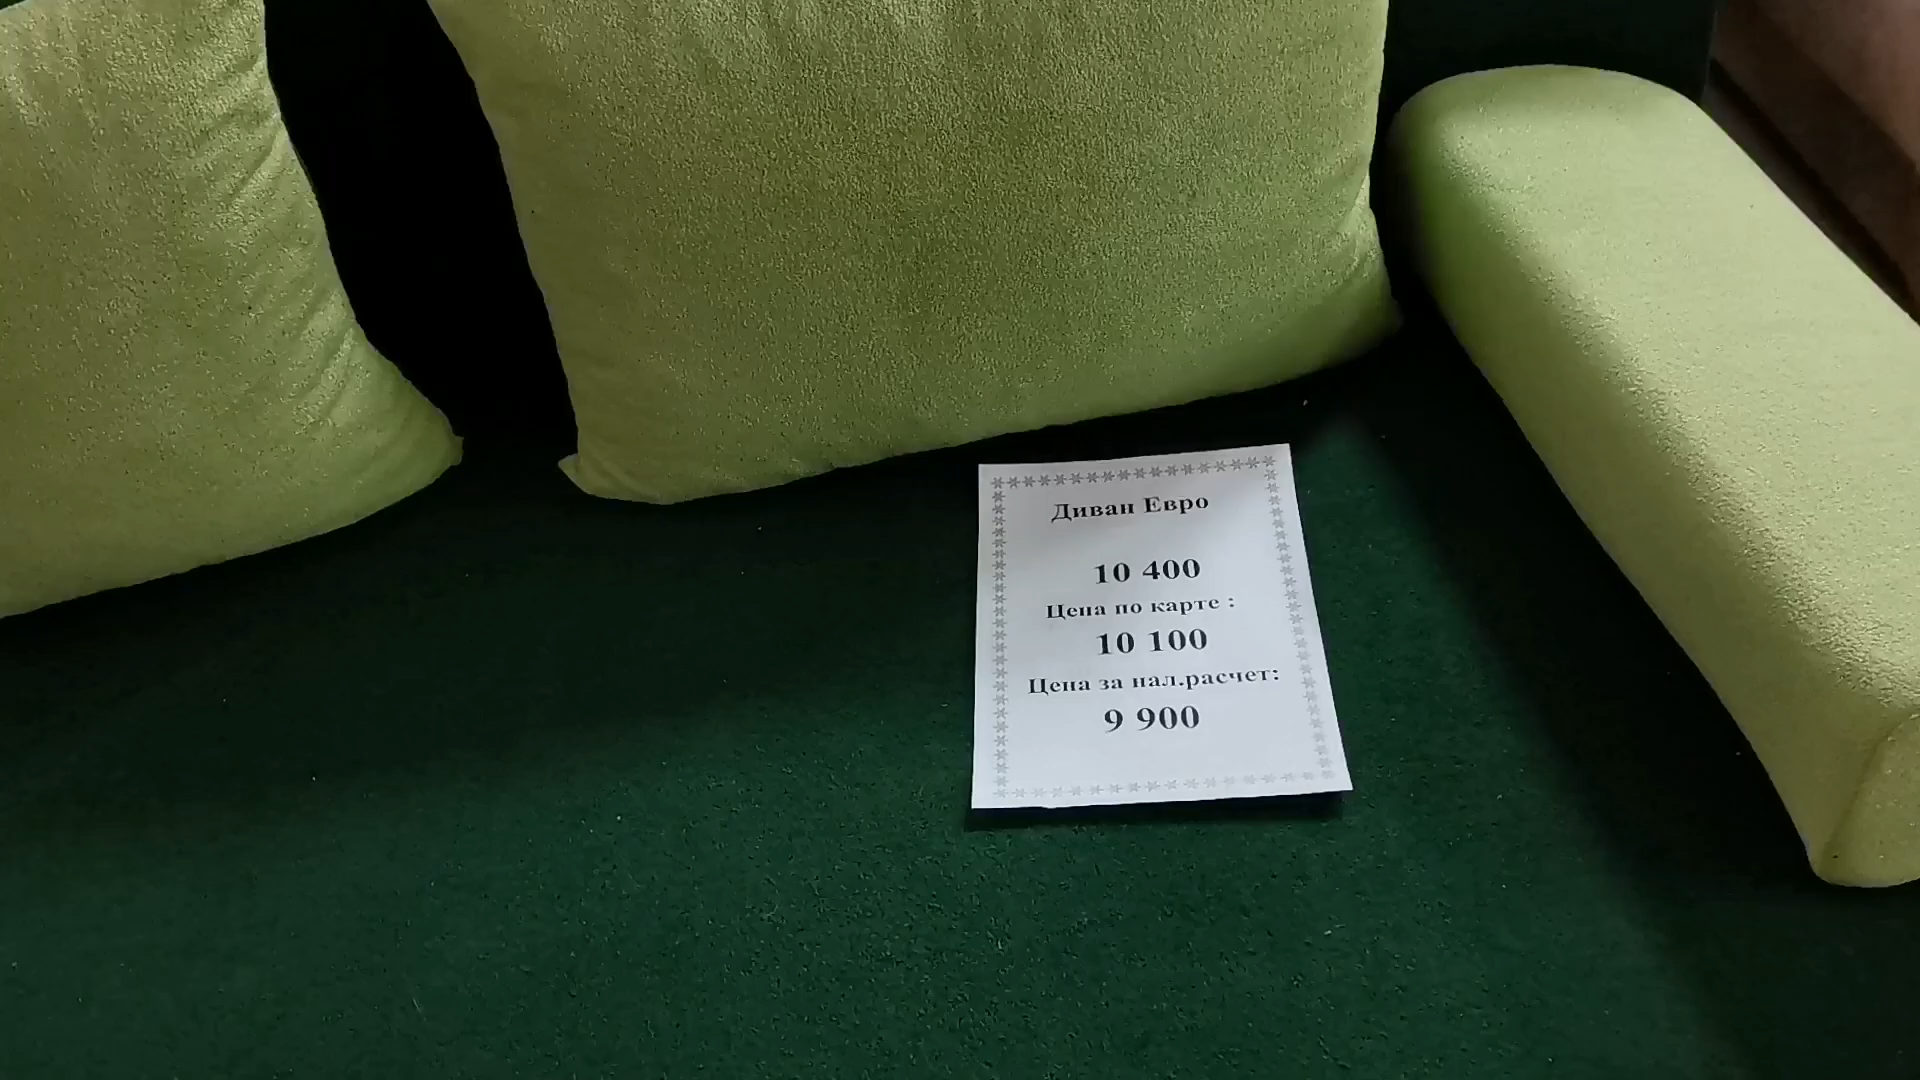 Диван Евро
10 400
Цена по карте :
10 100
Цена за нал.расчет:
9 900